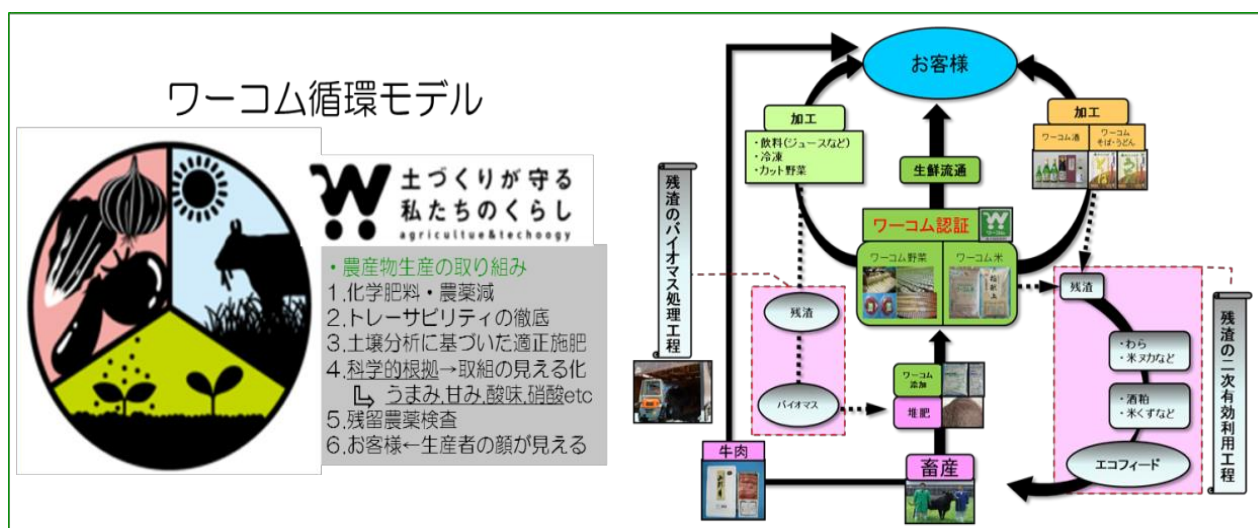 ワーコム循環モデル
土づくりが守る
私たちのくらし
agricultue&techoogy
・農産物生産の取り組み
1.化学肥料・農薬減
2.トレーサビリティの徹底
3.土壌分析に基づいた適正施肥
4.科学的根拠→取組の見える化
うまみ,甘み,酸味,硝酸etc
5.残留農薬検査
6.お客様←生産者の顔が見える
お客様
加工
・飲料(ジュースなど)
・冷凍
・カット野菜
生鮮流通
加工
ワーコム酒
ワーコム
そば・うどん
残渣のバイオマス処理工程
ワーコム認証
ワーコム
ワーコム野菜
ワーコム米
残渣
バイオマス
ワーコム
添加
堆肥
残渣
・わら
・米ヌカなど
・酒粕
・米くずなど
エコフィード
残渣の二次有効利用工程
牛肉
畜産